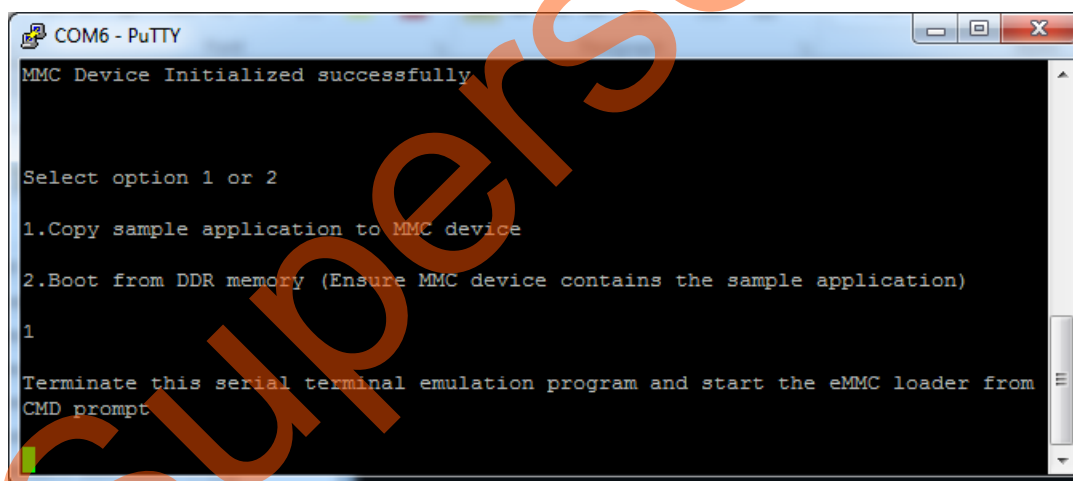 COM6 - PuTTY
MMC Device Initialized successfully
Select option 1 or 2
1.Copy sample application to MMC device
2.Boot from DDR memory (Ensure MMC device contains the sample application)
1
Terminate this serial terminal emulation program and start the eMMC loader from
CMD prompt
Supers